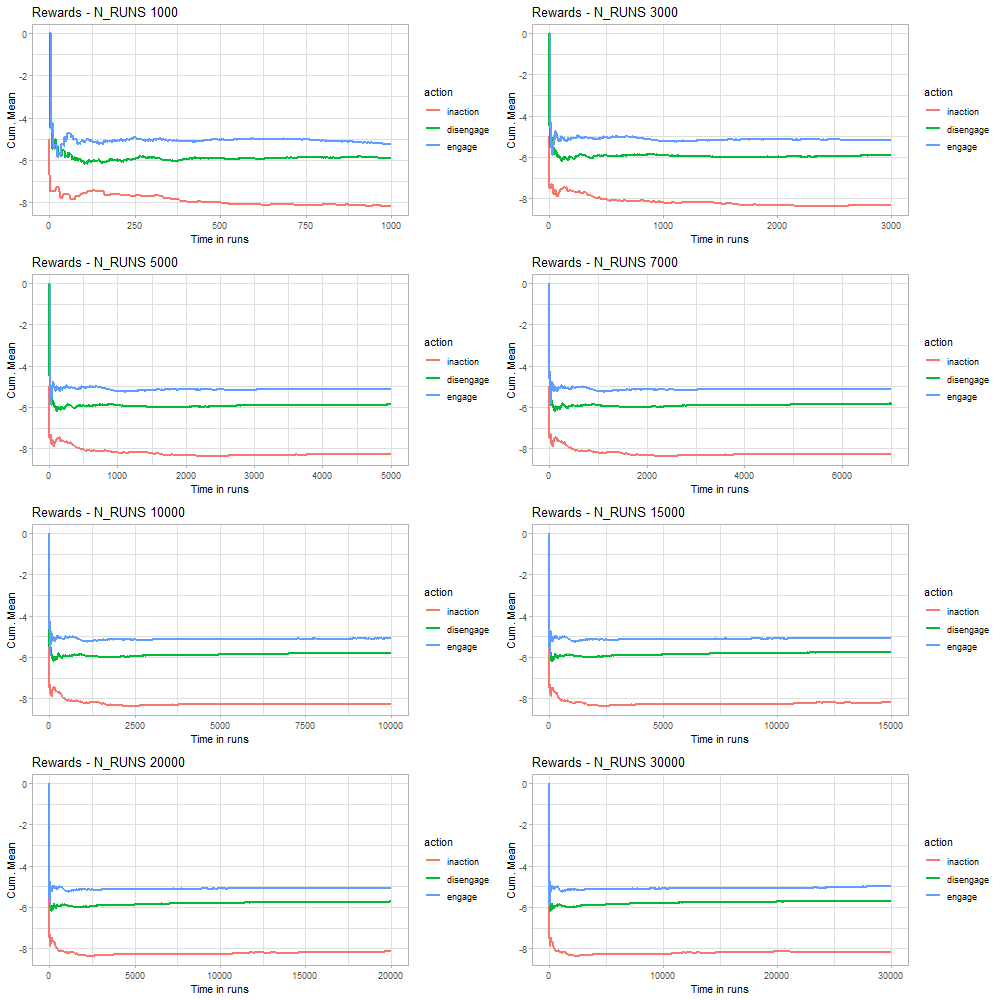 Rewards - N_RUNS 1000
Cum. Mean
0
-2
-4
-6
-8
0 250 500 750 1000
Time in runs
action
inaction
disengage
engage
Rewards - N_RUNS 3000
Cum. Mean
0
-2
-4
-6
-8
0 1000 2000 3000
Time in runs
action
inaction
disengage
engage
Rewards - N_RUNS 5000
Cum. Mean
0
-2
-4
-6
-8
0 1000 2000 3000 4000 5000
Time in runs
action
inaction
disengage
engage
Rewards - N_RUNS 7000
Cum. Mean
0
-2
-4
-6
-8
0 2000 4000 6000
Time in runs
action
inaction
disengage
engage
Rewards - N_RUNS 10000
Cum. Mean
0
-2
-4
-6
-8
0 2500 5000 7500 10000
Time in runs
action
inaction
disengage
engage
Rewards - N_RUNS 15000
Cum. Mean
0
-2
-4
-6
-8
0 5000 10000 15000
Time in runs
action
inaction
disengage
engage
Rewards - N_RUNS 20000
Cum. Mean
0
-2
-4
-6
-8
0 5000 10000 15000 20000
Time in runs
action
inaction
disengage
engage
Rewards - N_RUNS 30000
Cum. Mean
0
-2
-4
-6
-8
0 10000 20000 30000
Time in runs
action
inaction
disengage
engage